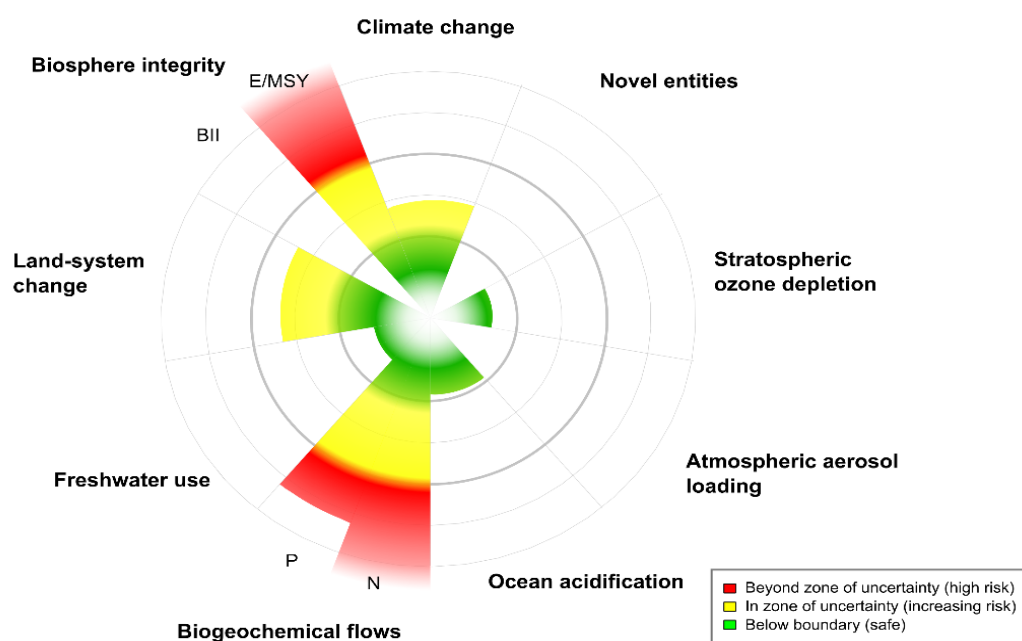 Climate change
Biosphere integrity
E/MSY
Novel entities
BII
Land-system
change
Stratospheric
ozone depletion
Freshwater use
Atmospheric aerosol
loading
P
N
Ocean acidification
Biogeochemical flows
Beyond zone of uncertainty (high risk)
In zone of uncertainty (increasing risk)
Below boundary (safe)